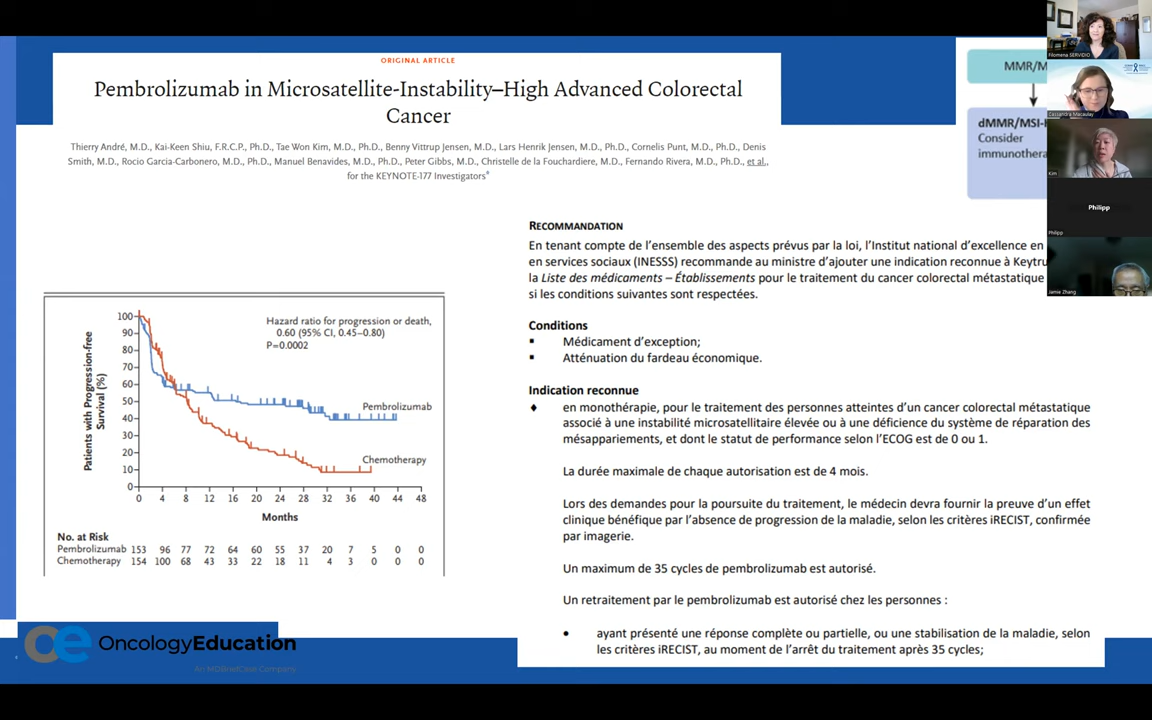 ORIGINAL ARTICLE
Pembrolizumab in Microsatellite-Instability–High Advanced Colorectal
Cancer
Thierry André, M.D., Kai-Keen Shiu, F.R.C.P., Ph.D., Tae Won Kim, M.D., Ph.D., Benny Vittrup Jensen, M.D., Lars Henrik Jensen, M.D., Ph.D., Cornelis Punt, M.D., Ph.D., Denis
Smith, M.D., Rocio Garcia-Carbonero, M.D., Ph.D., Manuel Benavides, M.D., Ph.D., Peter Gibbs, M.D., Christelle de la Fouchardiere, M.D., Fernando Rivera, M.D., Ph.D., et al.,
for the KEYNOTE-177 Investigators
MMR/M
dMMR/MSI-H
Consider
immunothera
Filomena SERVIDIO
Cassandra Macaulay
Kim
Philipp
Philipp
Jamie Zhang
Patients with Progression-free
Survival (%)
100
90
80
70
60
50
40
30
20
10
0
Hazard ratio for progression or death,
0.60 (95% CI, 0.45–0.80)
P=0.0002
Pembrolizumab
Chemotherapy
0 4 8 12 16 20 24 28 32 36 40 44 48
Months
No. at Risk
Pembrolizumab 153 96 77 72 64 60 55 37 20 7 5 0 0
Chemotherapy 154 100 68 43 33 22 18 11 4 3 0 0 0
RECOMMANDATION
En tenant compte de l’ensemble des aspects prévus par la loi, l’Institut national d’excellence en
en services sociaux (INESSS) recommande au ministre d’ajouter une indication reconnue à Keytru
la Liste des médicaments – Établissements pour le traitement du cancer colorectal métastatique
si les conditions suivantes sont respectées.
Conditions
▪ Médicament d’exception;
▪ Atténuation du fardeau économique.
Indication reconnue
♦ en monothérapie, pour le traitement des personnes atteintes d’un cancer colorectal métastatique
associé à une instabilité microsatellitaire élevée ou à une déficience du système de réparation des
mésappariements, et dont le statut de performance selon l’ECOG est de 0 ou 1.
La durée maximale de chaque autorisation est de 4 mois.
Lors des demandes pour la poursuite du traitement, le médecin devra fournir la preuve d’un effet
clinique bénéfique par l’absence de progression de la maladie, selon les critères iRECIST, confirmée
par imagerie.
Un maximum de 35 cycles de pembrolizumab est autorisé.
Un retraitement par le pembrolizumab est autorisé chez les personnes :
• ayant présenté une réponse complète ou partielle, ou une stabilisation de la maladie, selon
les critères iRECIST, au moment de l’arrêt du traitement après 35 cycles;
oe OncologyEducation
An MDBriefCase Company